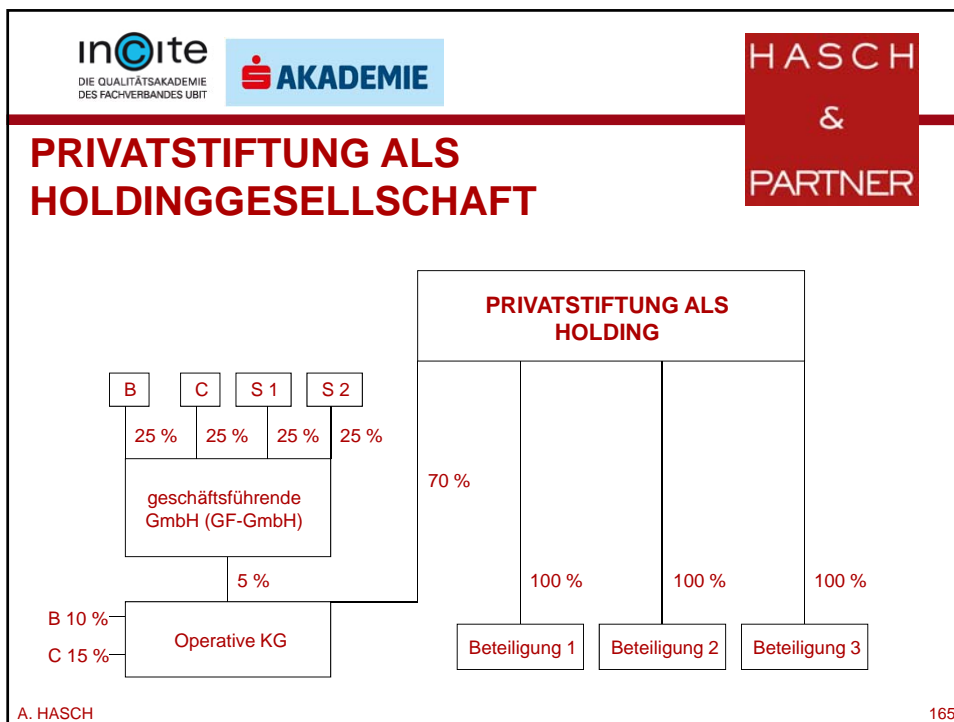 incite
DIE QUALITÄTSAKADEMIE
DES FACHVERBANDES UBIT
S AKADEMIE
HASCH
&
PARTNER
PRIVATSTIFTUNG ALS
HOLDINGGESELLSCHAFT
PRIVATSTIFTUNG ALS
HOLDING
B C S 1 S 2
25 % 25 % 25 % 25 %
70 %
geschäftsführende
GmbH (GF-GmbH)
5 % 100 % 100 % 100 %
B 10 %
C 15 %
Operative KG
Beteiligung 1 Beteiligung 2 Beteiligung 3
A. HASCH 165